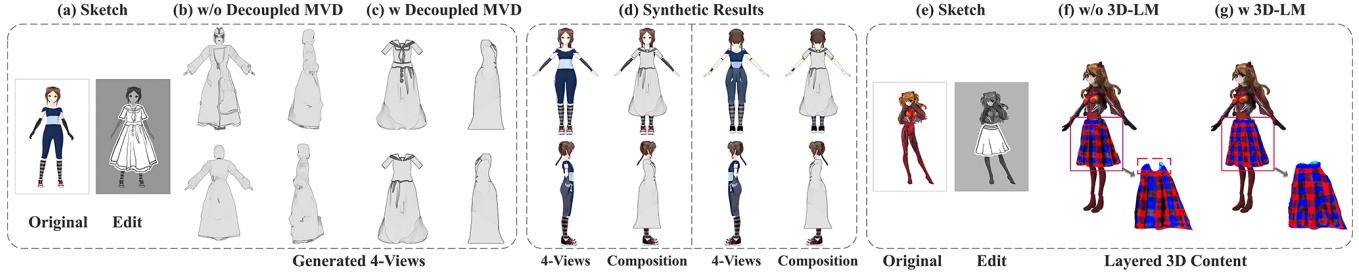 (a) Sketch
(b) w/o Decoupled MVD
(c) w Decoupled MVD
(d) Synthetic Results
(e) Sketch
(f) w/o 3D-LM
(g) w 3D-LM
Original
Edit
Generated 4-Views
4-Views
Composition
4-Views
Composition
Original
Edit
Layered 3D Content